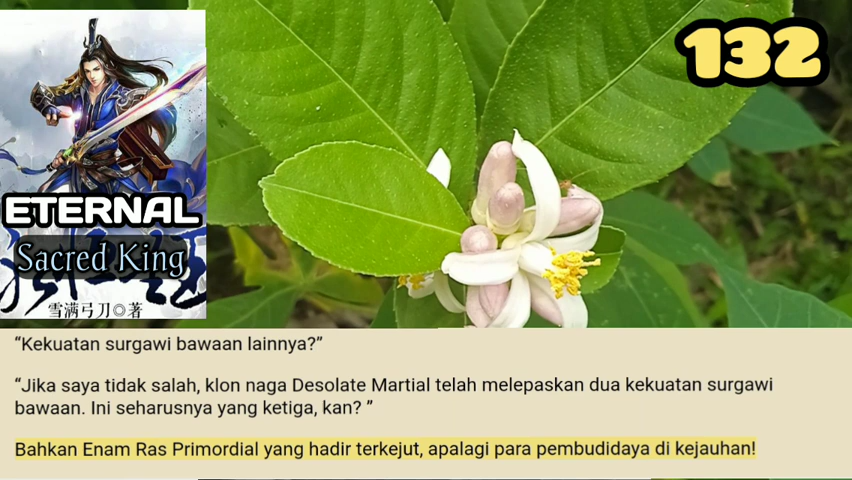 132
ETERNAL
Sacred King
雪满弓刀◎著
“Kekuatan surgawi bawaan lainnya?”
“Jika saya tidak salah, klon naga Desolate Martial telah melepaskan dua kekuatan surgawi
bawaan. Ini seharusnya yang ketiga, kan? ”
Bahkan Enam Ras Primordial yang hadir terkejut, apalagi para pembudidaya di kejauhan!